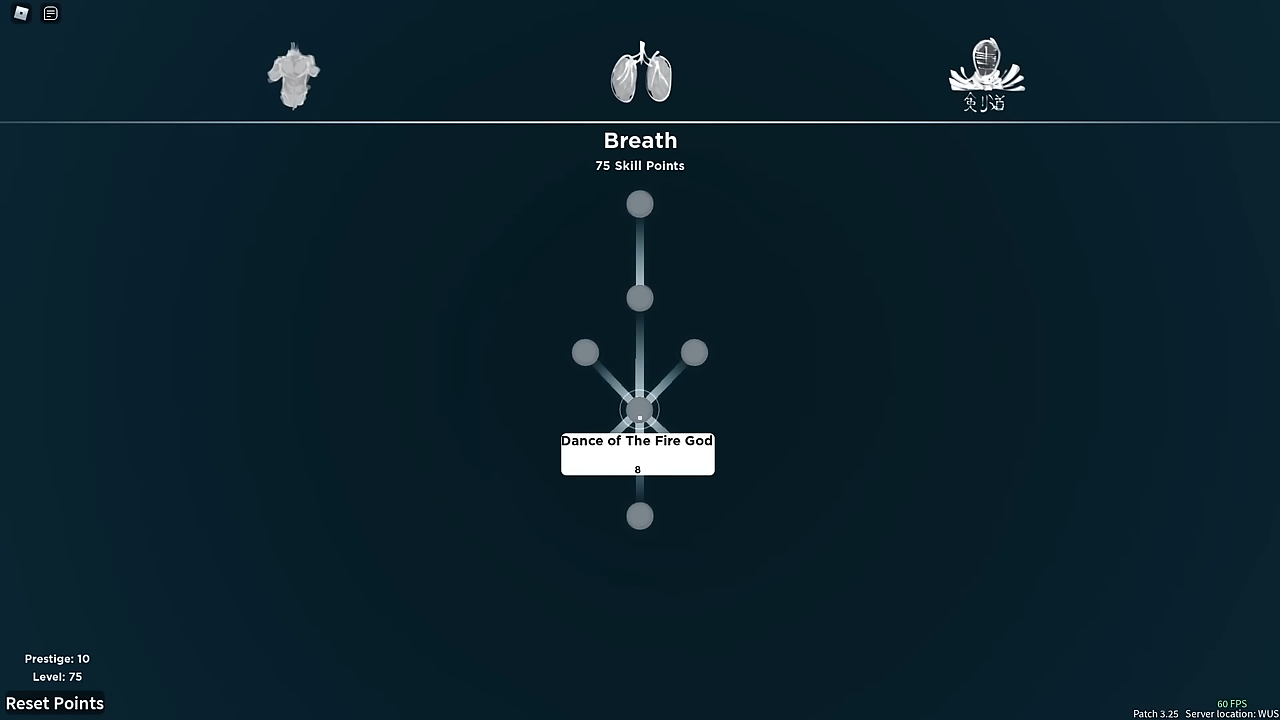 Breath
75 Skill Points
Dance of The Fire God
8
Prestige: 10
Level: 75
Reset Points
60 FPS
Patch 3.25 Server location: WUS